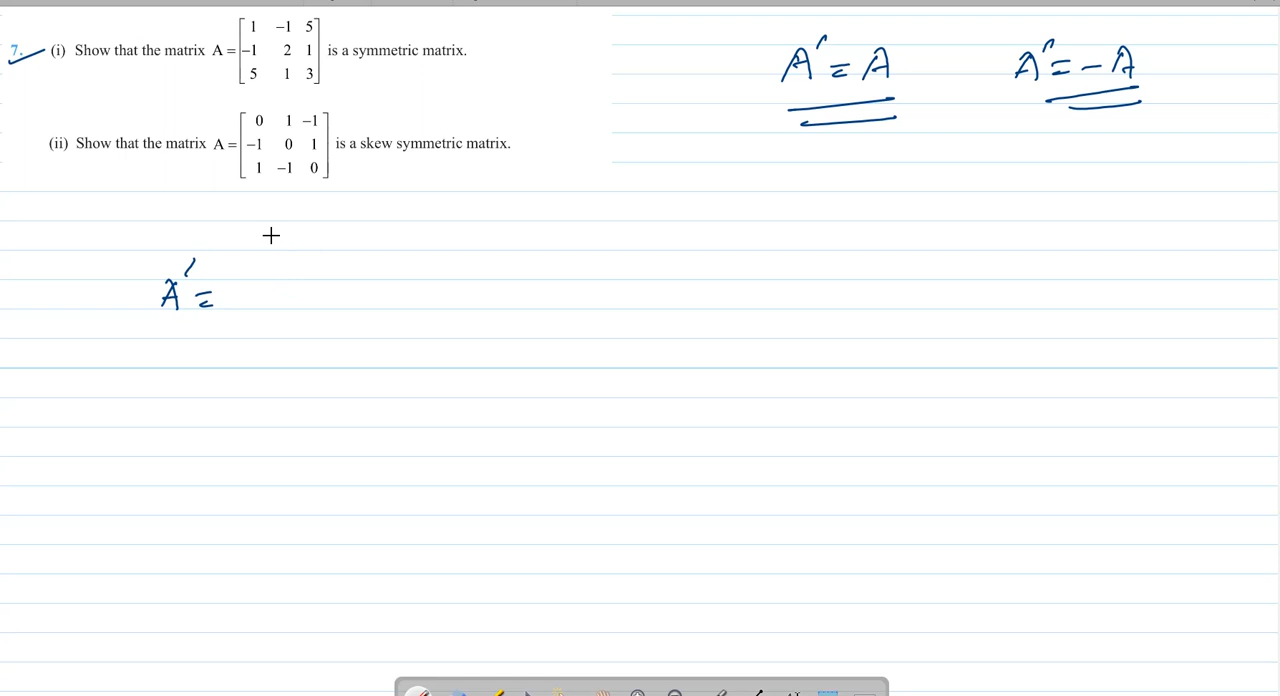 7. (i) Show that the matrix A = [1 −1 5
−1 2 1
5 1 3] is a symmetric matrix.
(ii) Show that the matrix A = [0 1 −1
−1 0 1
1 −1 0] is a skew symmetric matrix.
A′ = A
A′ = − A
A′ =